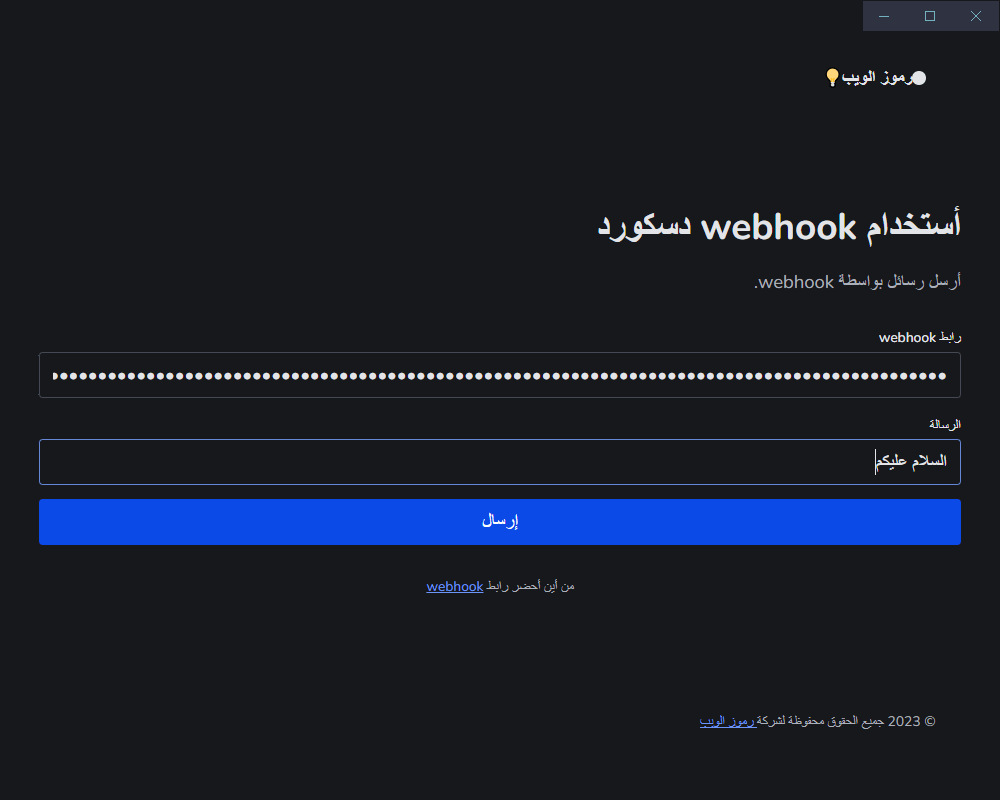 رموز الويب
أستخدام webhook دسكورد
أرسل رسائل بواسطة webhook.
رابط webhook
الرسالة
السلام عليكم
إرسال
من أين أحضر رابط webhook
© 2023 جميع الحقوق محفوظة لشركة رموز الويب